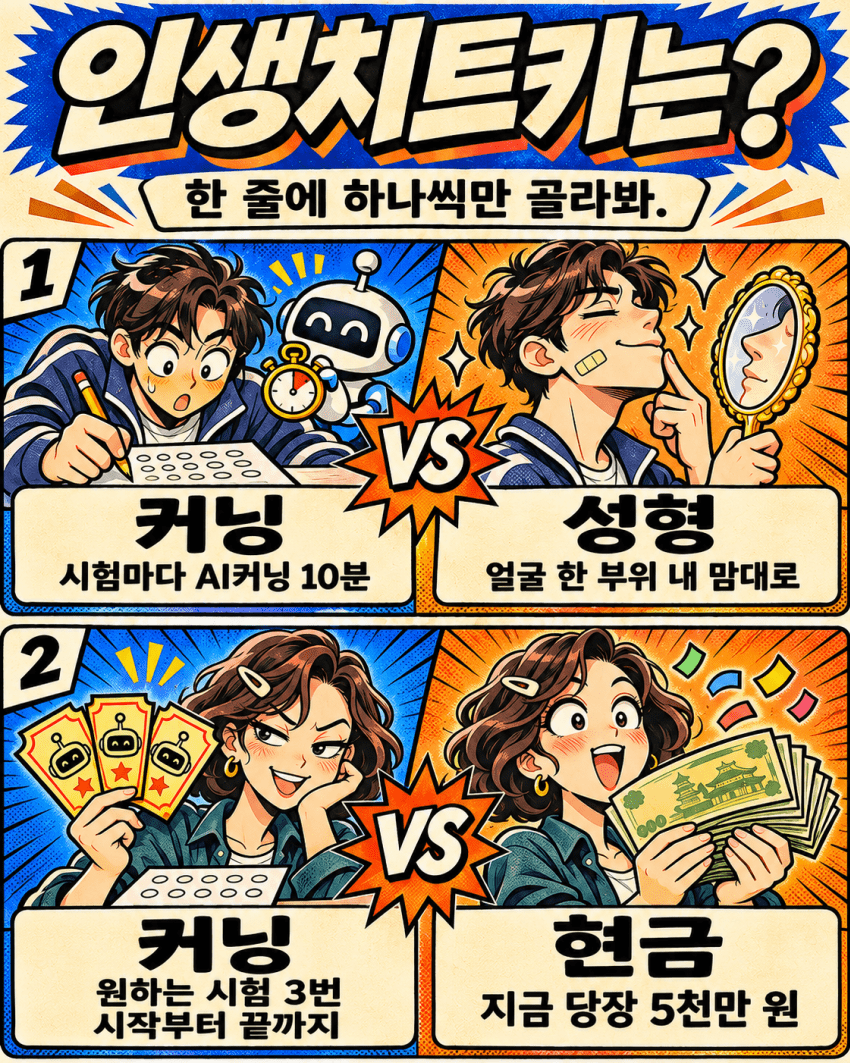 인생치트키는?
한 줄에 하나씩만 골라봐.
1
VS
커닝
시험마다 AI커닝 10분
성형
얼굴 한 부위 내 맘대로
2
VS
커닝
원하는 시험 3번
시작부터 끝까지
현금
지금 당장 5천만 원